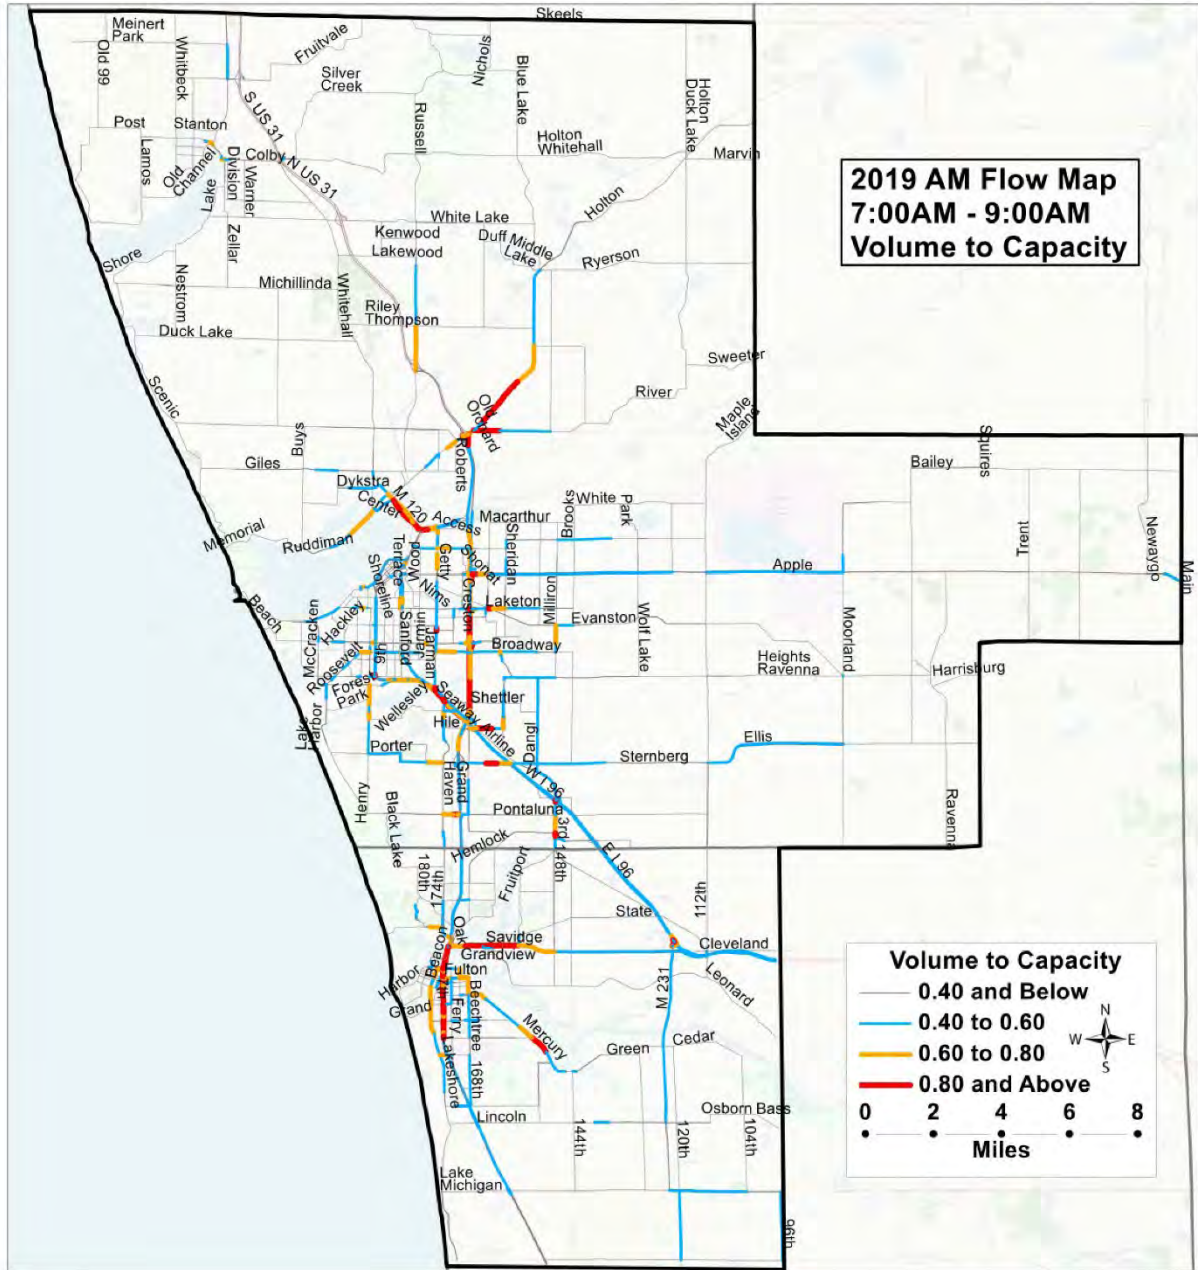 Skeels
Meinert
Park
Old 99
Whitbeck
Fruitvale
Silver
Creek
Nichols
Blue Lake
Holton
Duck Lake
S US 31
Russell
Post
Stanton
Lamos
Old
Channel
Lake
Division
Colby
N US 31
Warner
Zellar
Holton
Whitehall
Marvin
White Lake
Holton
Kenwood
Lakewood
Duff Middle
Lake
Ryerson
Shore
Nestrom
Michillinda
Whitehall
Riley
Thompson
Duck Lake
Sweeter
Scenic
River
Maple
Island
Old
Orchard
Roberts
Buys
Giles
Dykstra
Center
M 120
Access
Memorial
Ruddiman
Macarthur
Sheridan
Brooks
White
Park
Bailey
Squires
Trent
Newaygo
Main
Apple
Shonat
Getty
Wood
Terrace
Shoreline
Nims
Creston
Laketon
Milliron
Evanston
Wolf Lake
Moorland
Beach
McCracken
Hackley
Sanford
Jarman
Broadway
Heights
Ravenna
Harrisburg
Roosevelt
9th
Forest
Park
Wellesley
Seaway
Shettler
Airline
Hile
Lake
Harbor
Porter
Dangl
Sternberg
Ellis
Grand
Haven
W I 96
Henry
Black Lake
Pontaluna
3rd
Ravenna
Hemlock
Fruitport
148th
E I 96
180th
174th
112th
State
Oak
Savidge
Grandview
Cleveland
Leonard
Beacon
Harbor
Fulton
Grand
7th
Ferry
Beechtree
Mercury
M 231
Green
Cedar
Lakeshore
168th
Lincoln
144th
120th
104th
Osborn Bass
Lake
Michigan
96th
2019 AM Flow Map
7:00AM - 9:00AM
Volume to Capacity
Volume to Capacity
0.40 and Below
0.40 to 0.60
0.60 to 0.80
0.80 and Above
N
W E
S
0 2 4 6 8
Miles